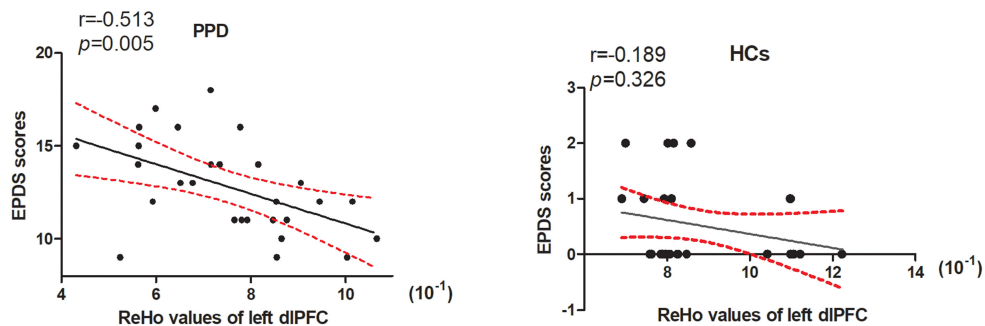 r=-0.513
p=0.005
PPD
EPDS scores
20
15
10
4
6
8
10
(10⁻¹)
ReHo values of left dlPFC
r=-0.189
p=0.326
HCs
EPDS scores
3
2
1
0
-1
8
10
12
14
(10⁻¹)
ReHo values of left dlPFC